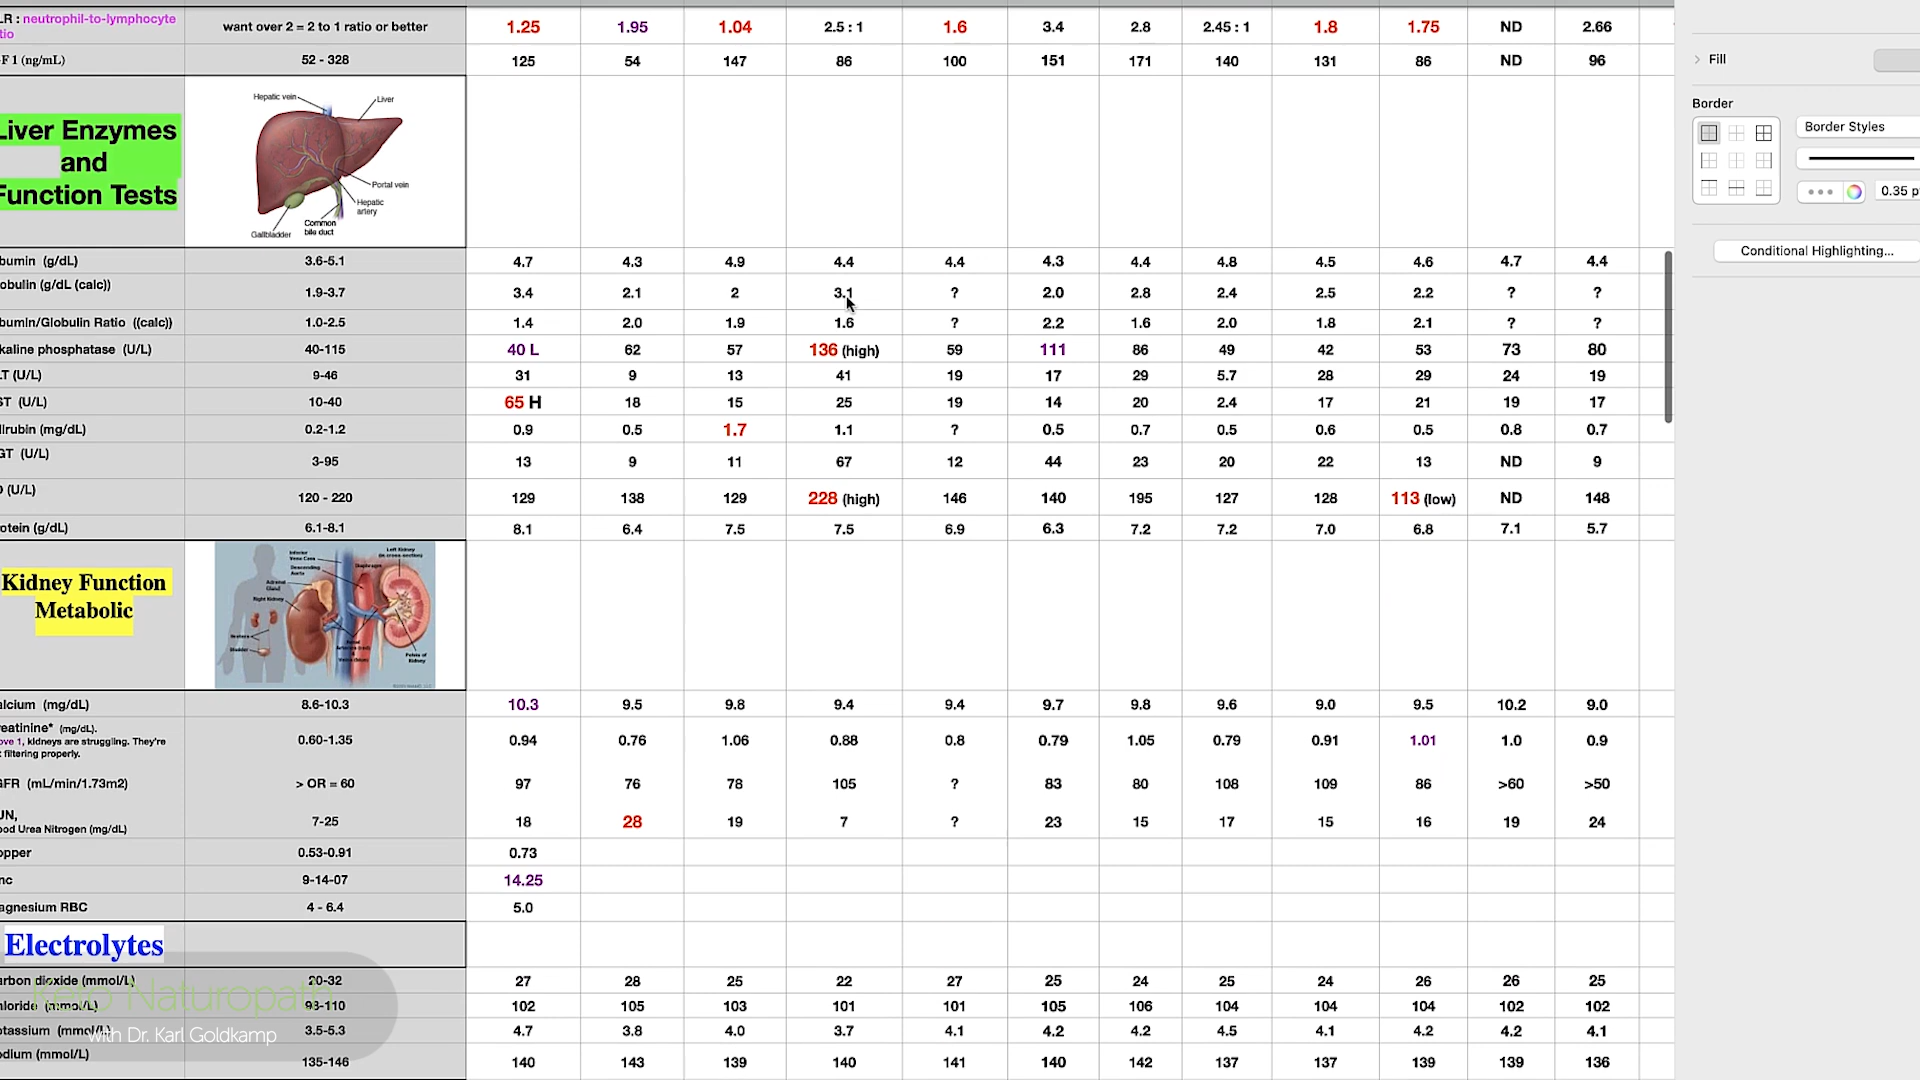 LR : neutrophil-to-lymphocyte want over 2 = 2 to 1 ratio or better 1.25 1.95 1.04 2.5 : 1 1.6 3.4 2.8 2.45 : 1 1.8 1.75 ND 2.66
tio
F 1 (ng/mL) 52 - 328 125 54 147 86 100 151 171 140 131 86 ND 96
Fill
Border
Border Styles
0.35 p
Conditional Highlighting...
Liver Enzymes
and
Function Tests
Hepatic vein
Liver
Portal vein
Hepatic
artery
Common
bile duct
Gallbladder
bumin (g/dL) 3.6-5.1 4.7 4.3 4.9 4.4 4.4 4.3 4.4 4.8 4.5 4.6 4.7 4.4
obulin (g/dL (calc)) 1.9-3.7 3.4 2.1 2 3.1 ? 2.0 2.8 2.4 2.5 2.2 ? ?
bumin/Globulin Ratio ((calc)) 1.0-2.5 1.4 2.0 1.9 1.6 ? 2.2 1.6 2.0 1.8 2.1 ? ?
kaline phosphatase (U/L) 40-115 40 L 62 57 136 (high) 59 111 86 49 42 53 73 80
LT (U/L) 9-46 31 9 13 41 19 17 29 5.7 28 29 24 19
ST (U/L) 10-40 65 H 18 15 25 19 14 20 2.4 17 21 19 17
lirubin (mg/dL) 0.2-1.2 0.9 0.5 1.7 1.1 ? 0.5 0.7 0.5 0.6 0.5 0.8 0.7
GT (U/L) 3-95 13 9 11 67 12 44 23 20 22 13 ND 9
(U/L) 120 - 220 129 138 129 228 (high) 146 140 195 127 128 113 (low) ND 148
otein (g/dL) 6.1-8.1 8.1 6.4 7.5 7.5 6.9 6.3 7.2 7.2 7.0 6.8 7.1 5.7
Kidney Function
Metabolic
alcium (mg/dL) 8.6-10.3 10.3 9.5 9.8 9.4 9.4 9.7 9.8 9.6 9.0 9.5 10.2 9.0
eatinine* (mg/dL).
ove 1, kidneys are struggling. They're 0.60-1.35 0.94 0.76 1.06 0.88 0.8 0.79 1.05 0.79 0.91 1.01 1.0 0.9
filtering properly.
GFR (mL/min/1.73m2) > OR = 60 97 76 78 105 ? 83 80 108 109 86 >60 >50
UN,
ood Urea Nitrogen (mg/dL) 7-25 18 28 19 7 ? 23 15 17 15 16 19 24
opper 0.53-0.91 0.73
nc 9-14-07 14.25
agnesium RBC 4 - 6.4 5.0
Electrolytes
arbon dioxide (mmol/L) 20-32 27 28 25 22 27 25 24 25 24 26 26 25
hloride (mmol/L) 98-110 102 105 103 101 101 105 106 104 104 104 102 102
otassium (mmol/L) 3.5-5.3 4.7 3.8 4.0 3.7 4.1 4.2 4.2 4.5 4.1 4.2 4.2 4.1
odium (mmol/L) 135-146 140 143 139 140 141 140 142 137 137 139 139 136
Keto Naturopath
with Dr. Karl Goldkamp